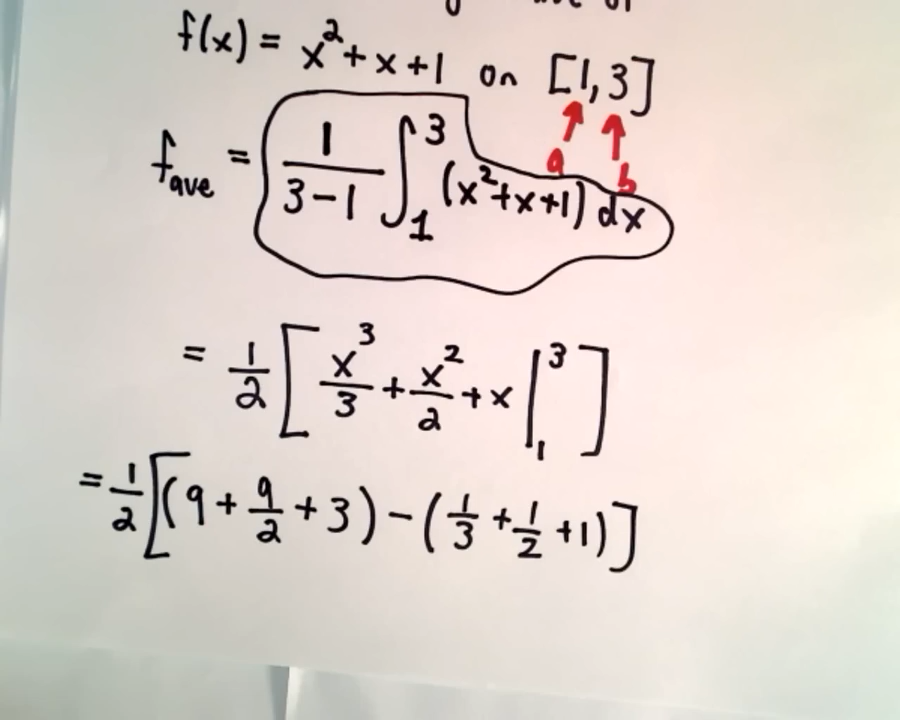 f(x) = x² + x + 1 on [1, 3]
a b
f_ave = 1/(3-1) ∫₁³ (x² + x + 1) dx
= 1/2 [ x³/3 + x²/2 + x |₁³ ]
= 1/2 [ (9 + 9/2 + 3) - (1/3 + 1/2 + 1) ]